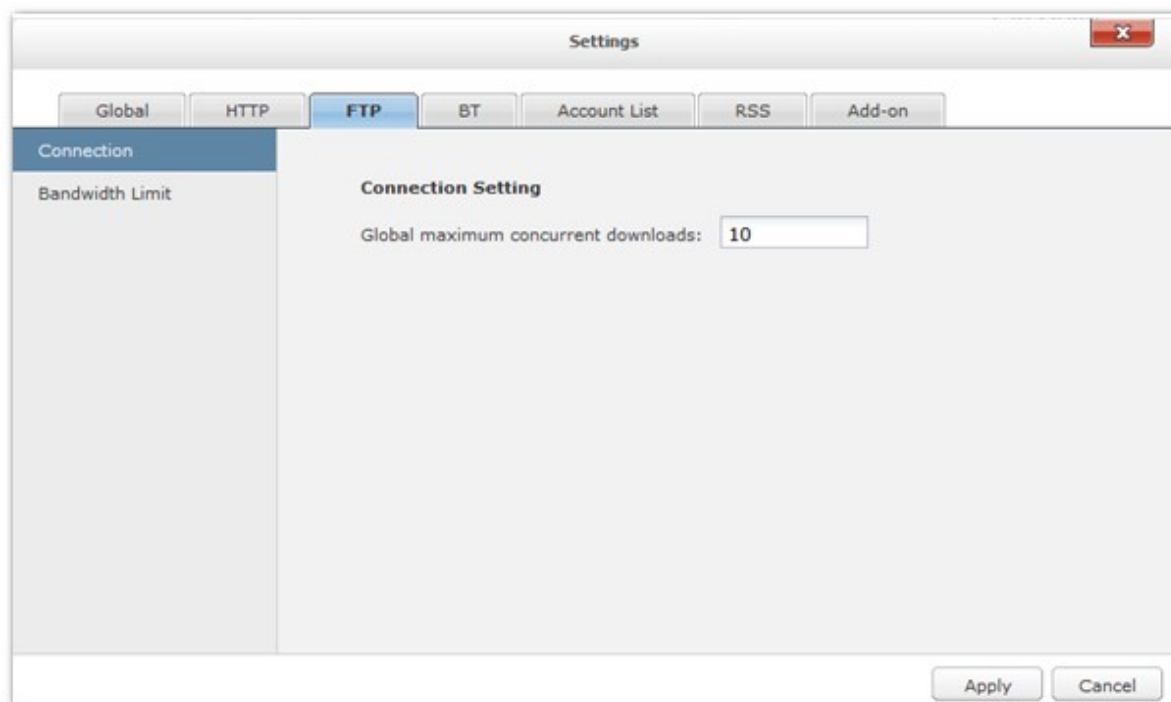 Settings
x
Global HTTP FTP BT Account List RSS Add-on
Connection
Bandwidth Limit
Connection Setting
Global maximum concurrent downloads: 10
Apply Cancel